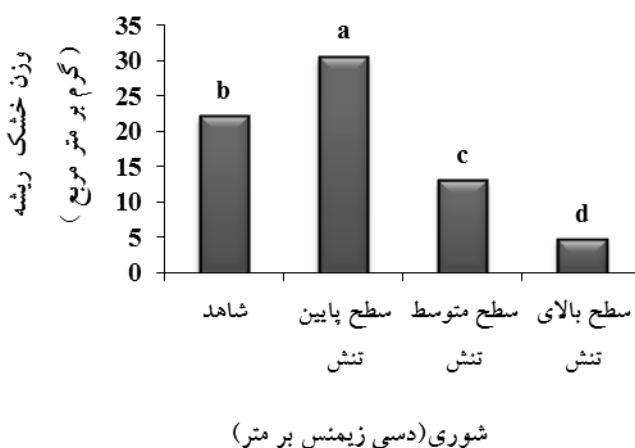 وزن خشک ریشه
(گرم بر متر مربع)
35
30
25
20
15
10
5
0
b
a
c
d
شاهد
سطح پایین
تنش
سطح متوسط
تنش
سطح بالای
تنش
شوری(دسی زیمنس بر متر)